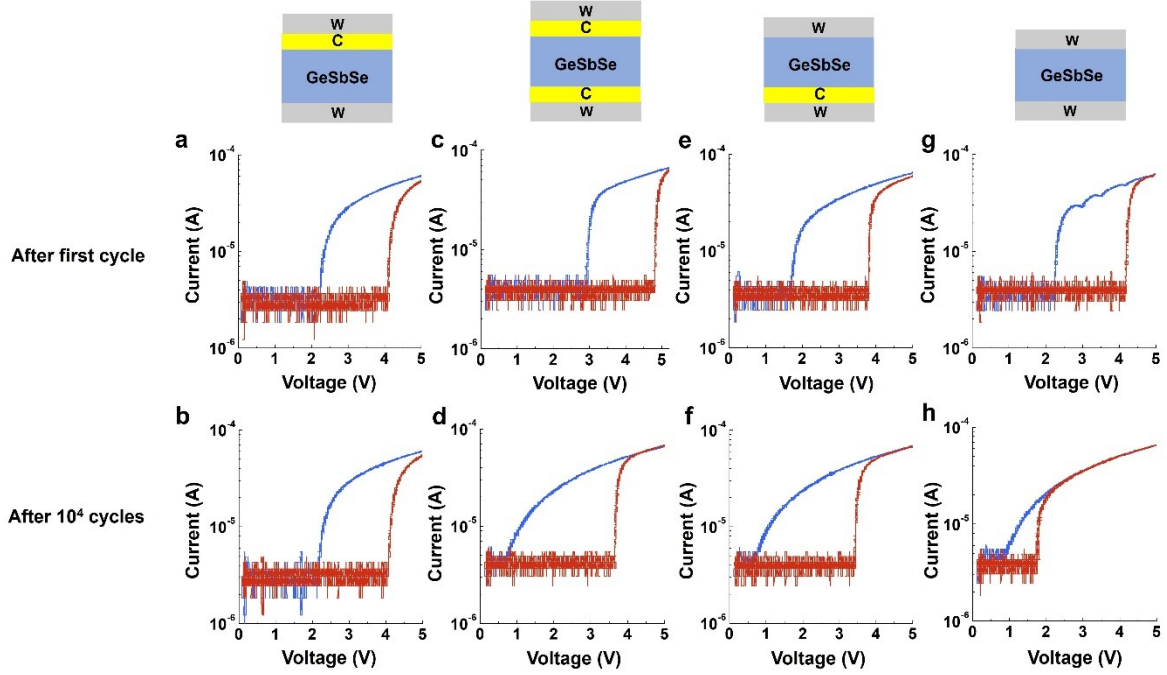 W
C
GeSbSe
W
W
C
GeSbSe
C
W
W
GeSbSe
C
W
W
GeSbSe
W
After first cycle
a
10⁻⁴
10⁻⁵
10⁻⁶
Current (A)
0 1 2 3 4 5
Voltage (V)
c
10⁻⁴
10⁻⁵
10⁻⁶
Current (A)
0 1 2 3 4 5
Voltage (V)
e
10⁻⁴
10⁻⁵
10⁻⁶
Current (A)
0 1 2 3 4 5
Voltage (V)
g
10⁻⁴
10⁻⁵
10⁻⁶
Current (A)
0 1 2 3 4 5
Voltage (V)
After 10⁴ cycles
b
10⁻⁴
10⁻⁵
10⁻⁶
Current (A)
0 1 2 3 4 5
Voltage (V)
d
10⁻⁴
10⁻⁵
10⁻⁶
Current (A)
0 1 2 3 4 5
Voltage (V)
f
10⁻⁴
10⁻⁵
10⁻⁶
Current (A)
0 1 2 3 4 5
Voltage (V)
h
10⁻⁴
10⁻⁵
10⁻⁶
Current (A)
0 1 2 3 4 5
Voltage (V)